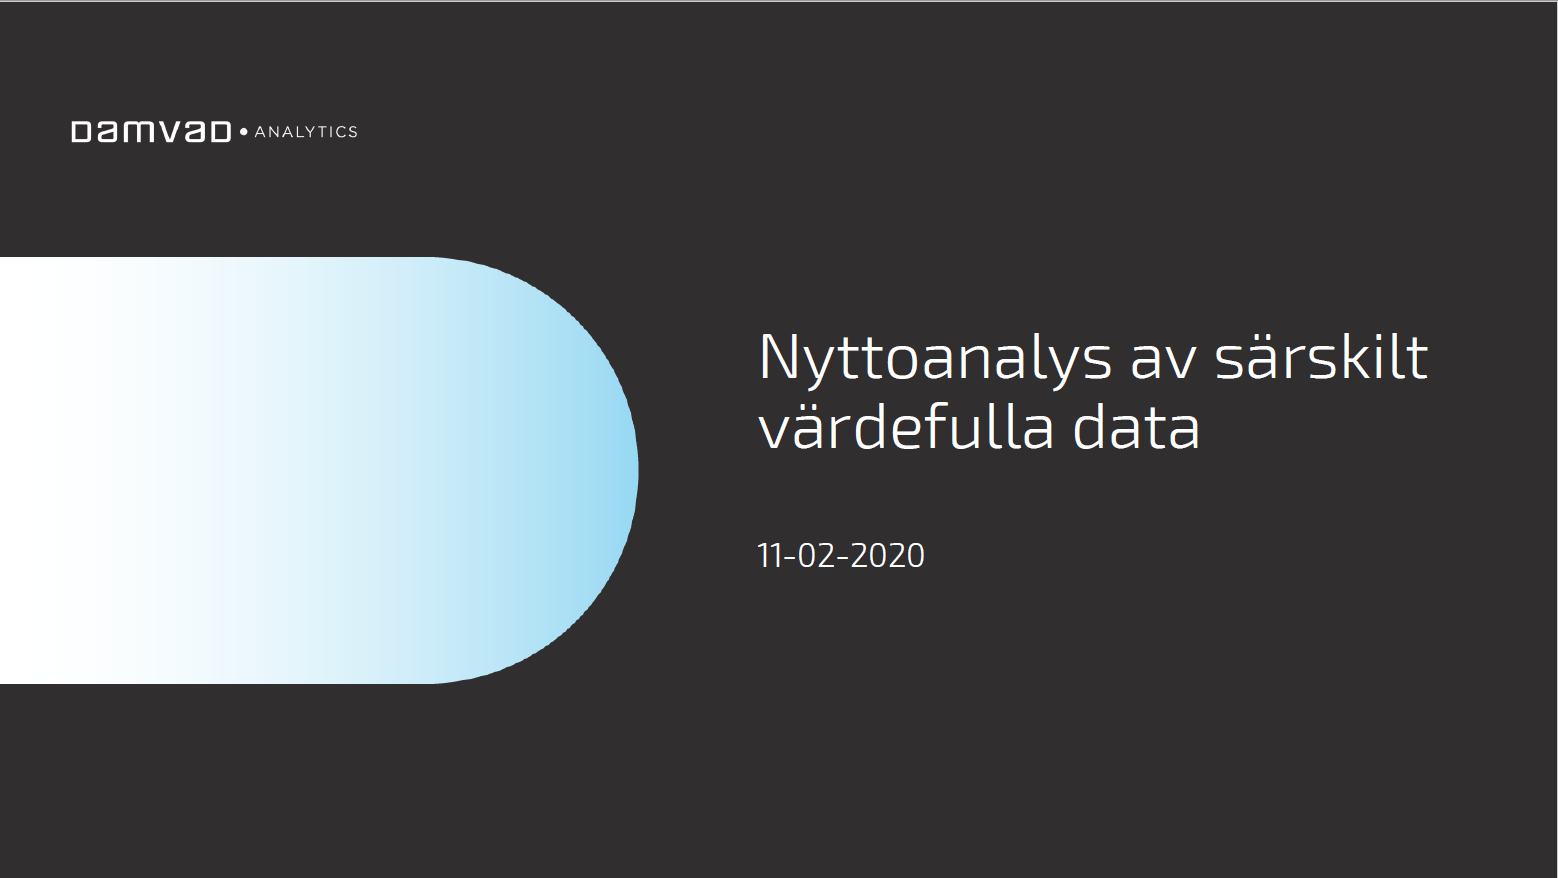 DAMVAD • ANALYTICS
Nyttoanalys av särskilt
värdefulla data
11-02-2020